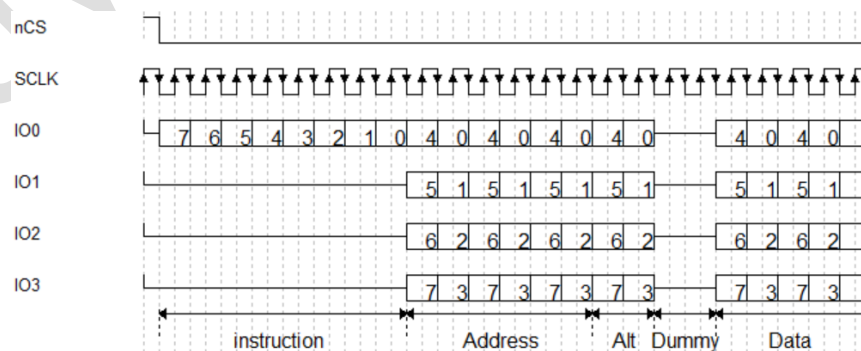 nCS
SCLK
IO0 7 6 5 4 3 2 1 0 4 0 4 0 4 0 4 0 4 0 4 0
IO1 5 1 5 1 5 1 5 1 5 1 5 1
IO2 6 2 6 2 6 2 6 2 6 2 6 2
IO3 7 3 7 3 7 3 7 3 7 3 7 3
instruction Address Alt Dummy Data